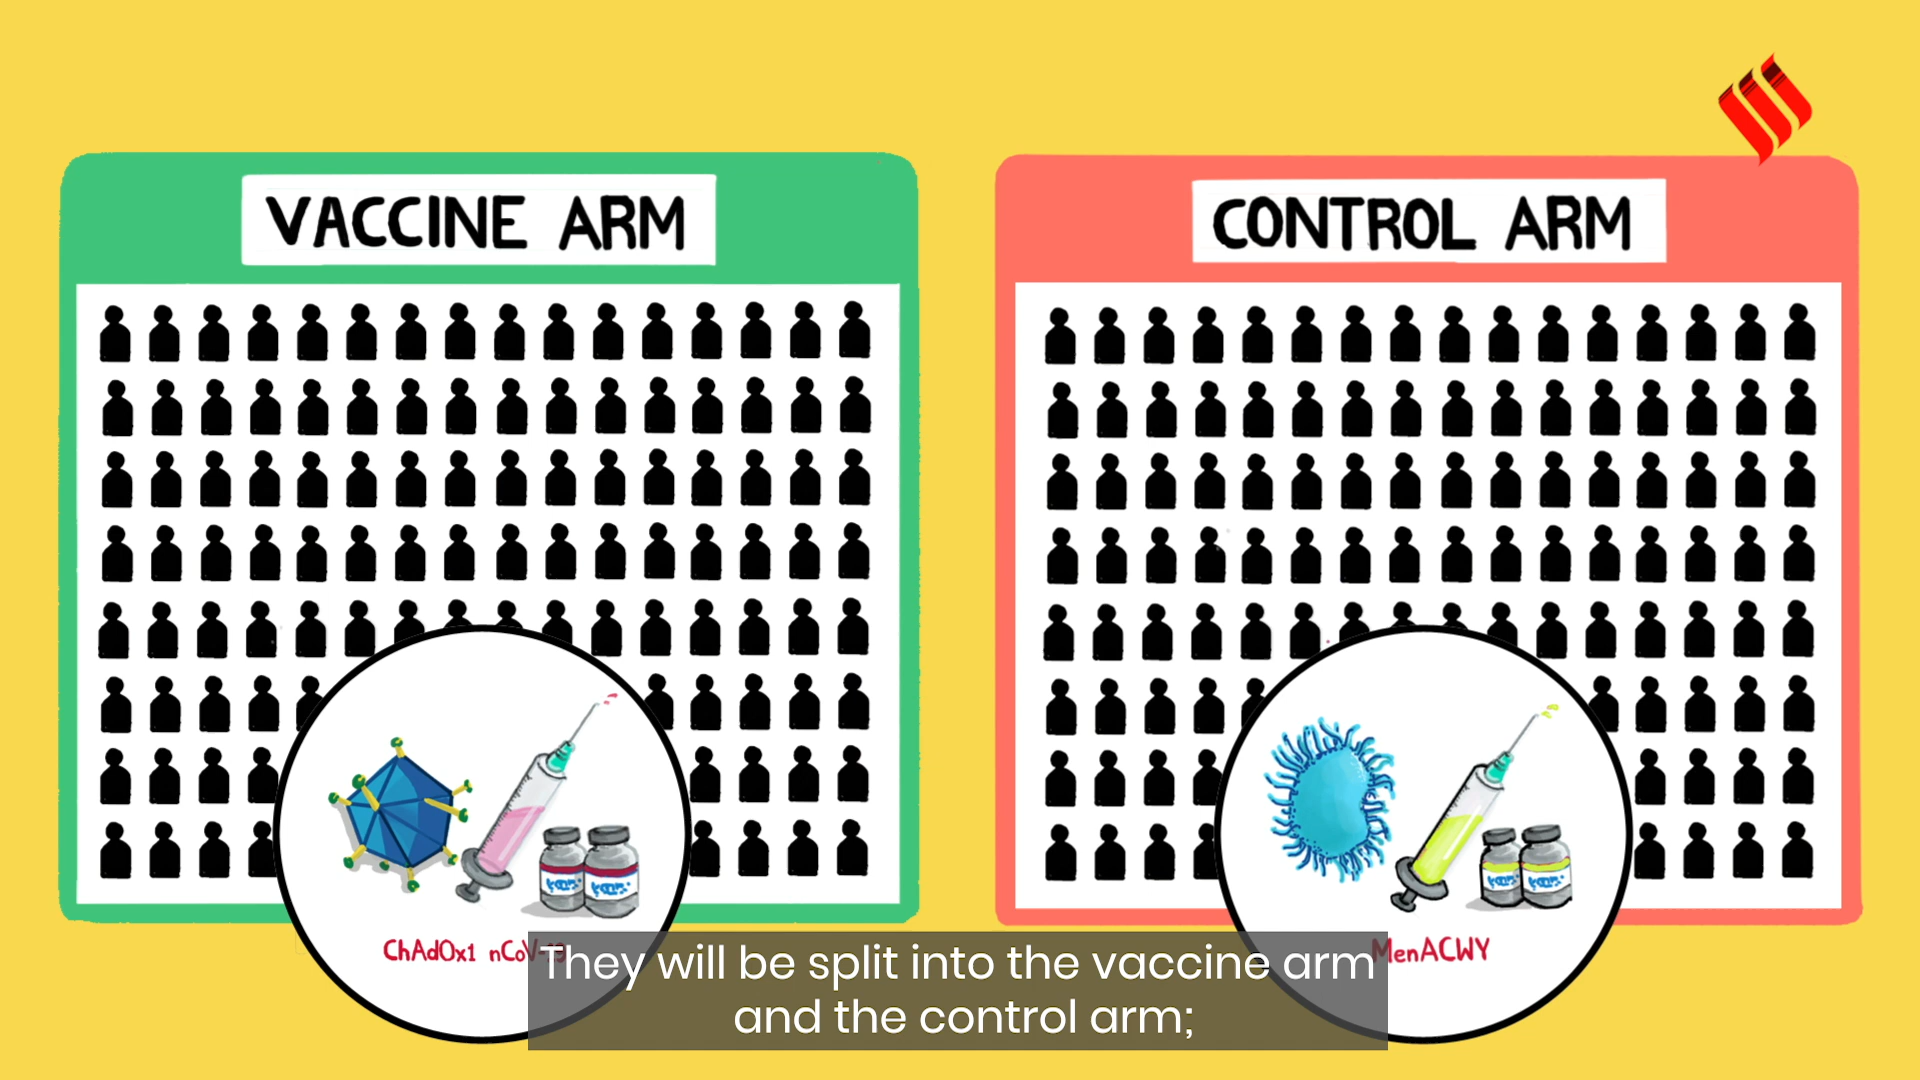 VACCINE ARM
CONTROL ARM
ChAdOx1 nCoV-19
MenACWY
They will be split into the vaccine arm
and the control arm;